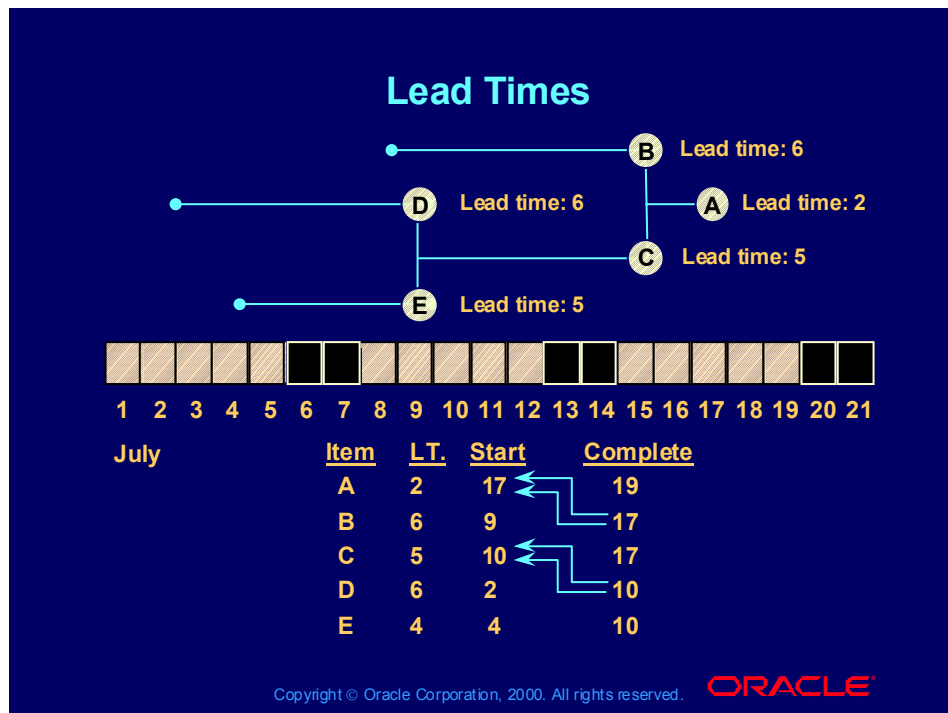 Lead Times
B Lead time: 6
D Lead time: 6 A Lead time: 2
C Lead time: 5
E Lead time: 5
1 2 3 4 5 6 7 8 9 10 11 12 13 14 15 16 17 18 19 20 21
July
Item LT. Start Complete
A 2 17 19
B 6 9 17
C 5 10 17
D 6 2 10
E 4 4 10
Copyright © Oracle Corporation, 2000. All rights reserved. ORACLE®